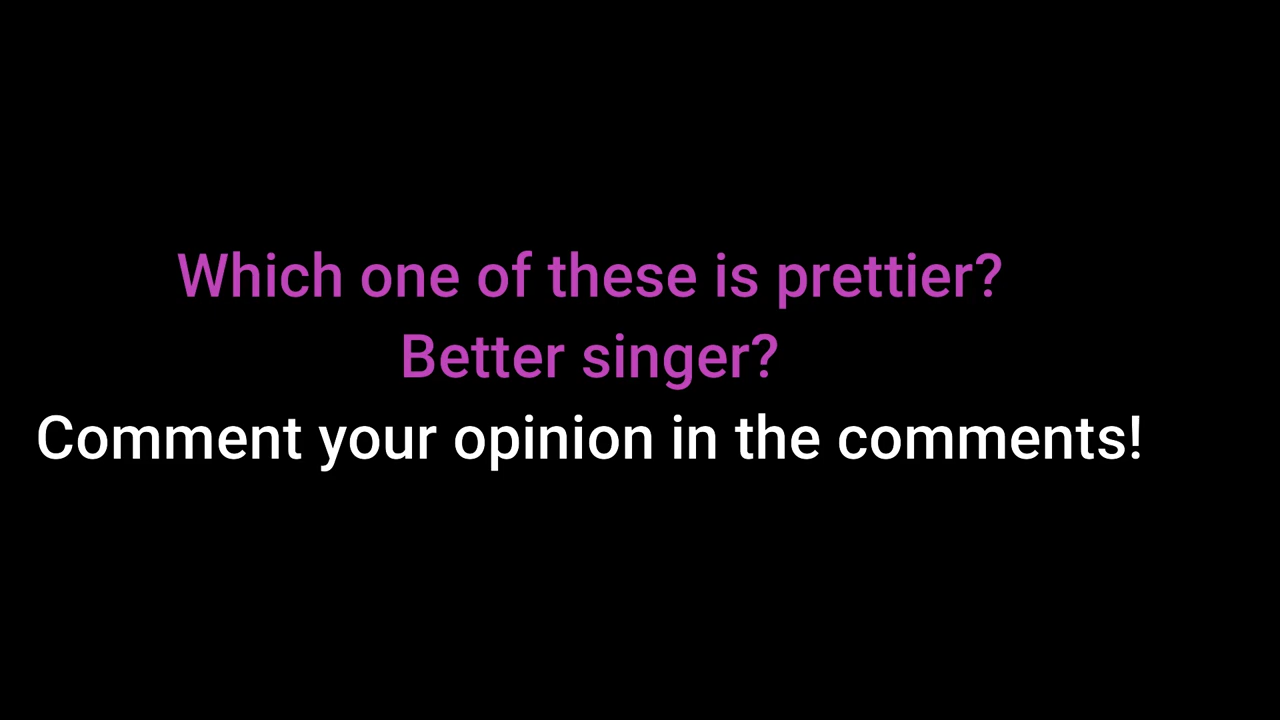 Which one of these is prettier?
Better singer?
Comment your opinion in the comments!